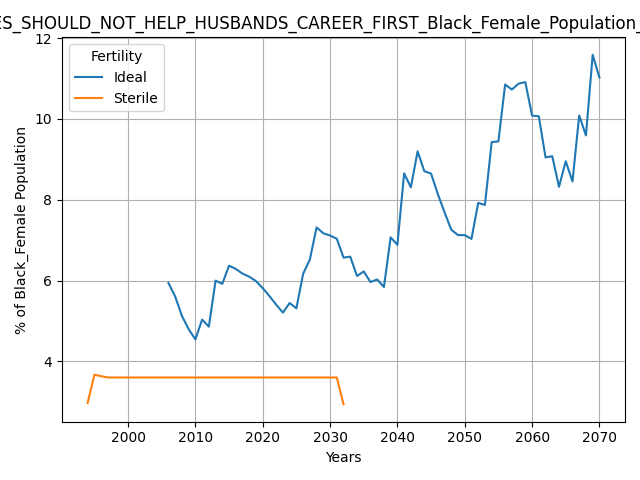 ES_SHOULD_NOT_HELP_HUSBANDS_CAREER_FIRST_Black_Female_Population_
12
10
8
6
4
% of Black_Female Population
Fertility
Ideal
Sterile
2000 2010 2020 2030 2040 2050 2060 2070
Years